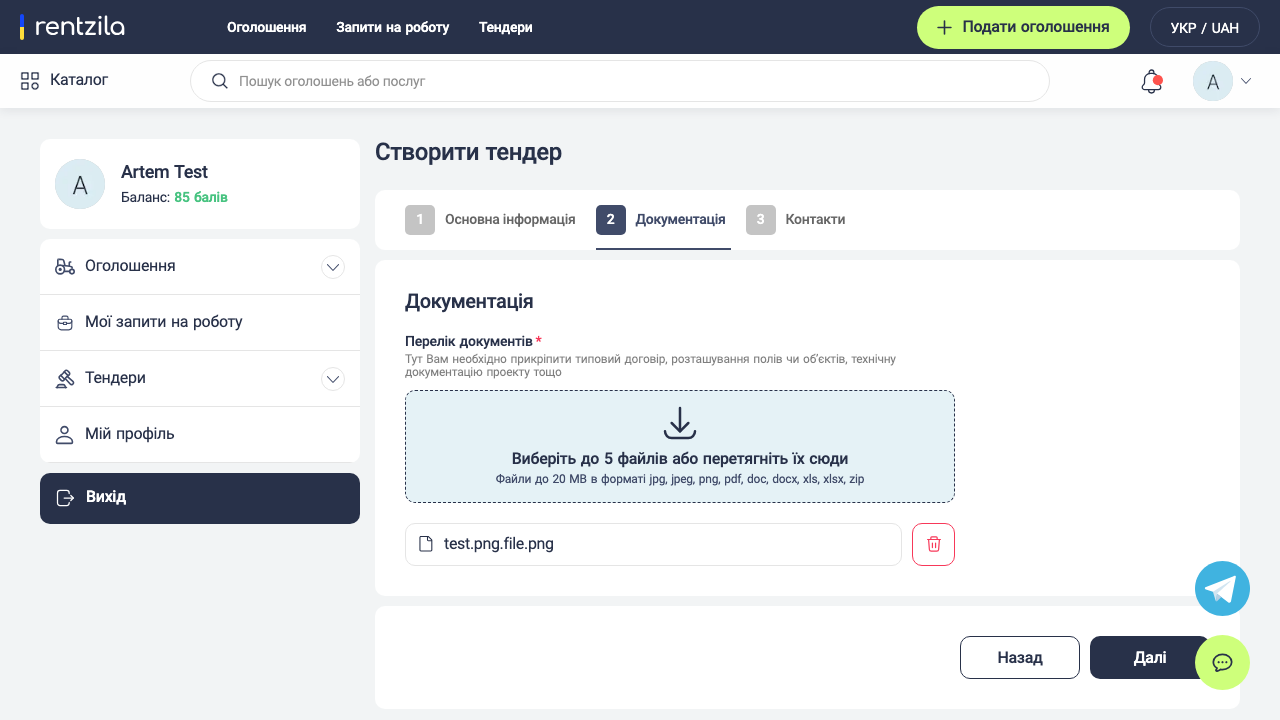 rentzila
Оголошення
Запити на роботу
Тендери
Подати оголошення
УКР / UAH
Каталог
Пошук оголошень або послуг
A
A
Artem Test
Баланс: 85 балів
Оголошення
Мої запити на роботу
Тендери
Мій профіль
Вихід
Створити тендер
1 Основна інформація
2 Документація
3 Контакти
Документація
Перелік документів *
Тут Вам необхідно прикріпити типовий договір, розташування полів чи об'єктів, технічну
документацію проекту тощо
Виберіть до 5 файлів або перетягніть їх сюди
Файли до 20 MB в форматі jpg, jpeg, png, pdf, doc, docx, xls, xlsx, zip
test.png.file.png
Назад
Далі